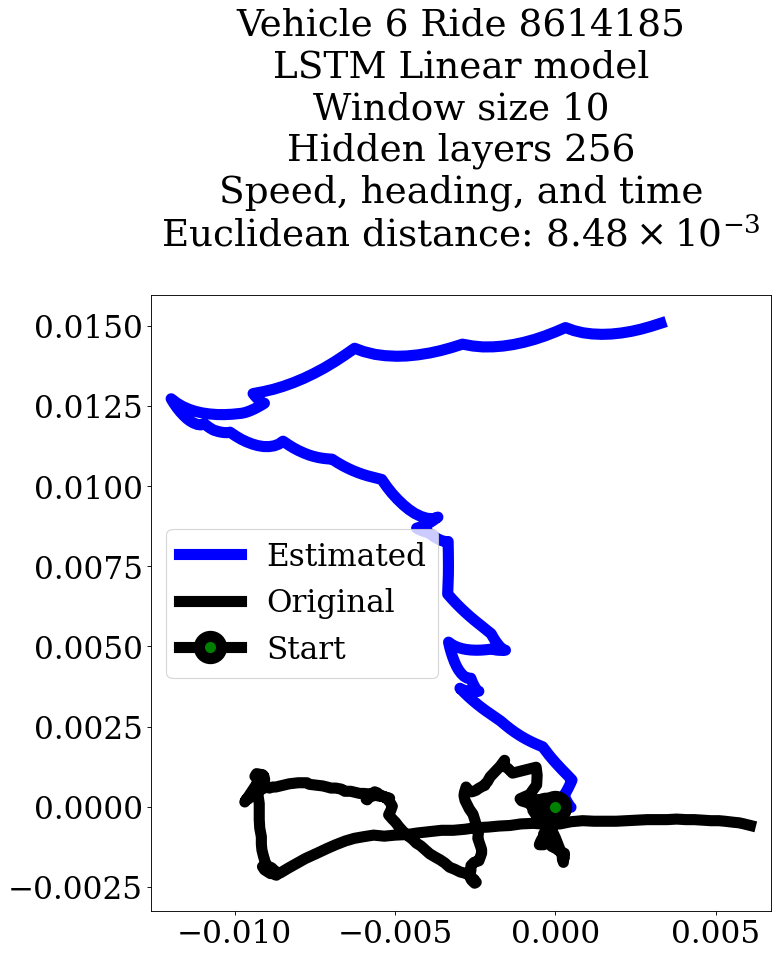 Vehicle 6 Ride 8614185
LSTM Linear model
Window size 10
Hidden layers 256
Speed, heading, and time
Euclidean distance: 8.48 × 10⁻³
0.0150
0.0125
0.0100
0.0075
0.0050
0.0025
0.0000
−0.0025
Estimated
Original
Start
−0.010 −0.005 0.000 0.005